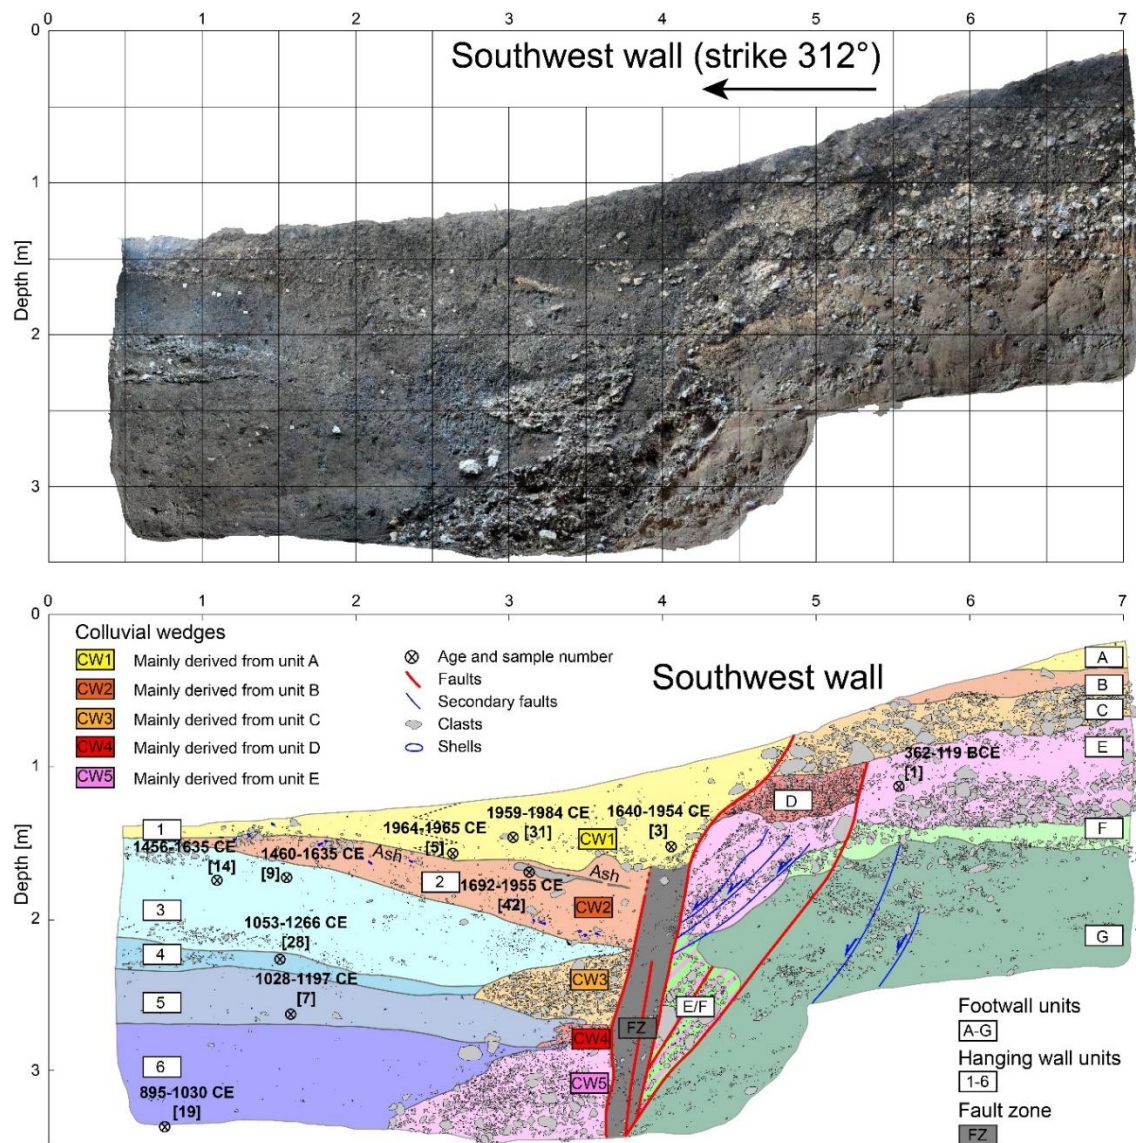 0 1 2 3 4 5 6 7
0
Southwest wall (strike 312°)
1
Depth [m]
2
3
0 1 2 3 4 5 6 7
0
Colluvial wedges
CW1 Mainly derived from unit A
CW2 Mainly derived from unit B
CW3 Mainly derived from unit C
CW4 Mainly derived from unit D
CW5 Mainly derived from unit E
Age and sample number
Faults
Secondary faults
Clasts
Shells
Southwest wall
A
B
C
E
362-119 BCE
[1]
1
Depth [m]
D
F
1959-1984 CE
[31]
1640-1954 CE
[3]
1964-1965 CE
[5]
CW1
1
1456-1635 CE
[14]
1460-1635 CE
[9]
Ash
Ash
2
1692-1955 CE
[42]
CW2
3
1053-1266 CE
[28]
2
G
4
1028-1197 CE
[7]
CW3
5
E/F
FZ
CW4
6
CW5
3
895-1030 CE
[19]
Footwall units
A-G
Hanging wall units
1-6
Fault zone
FZ